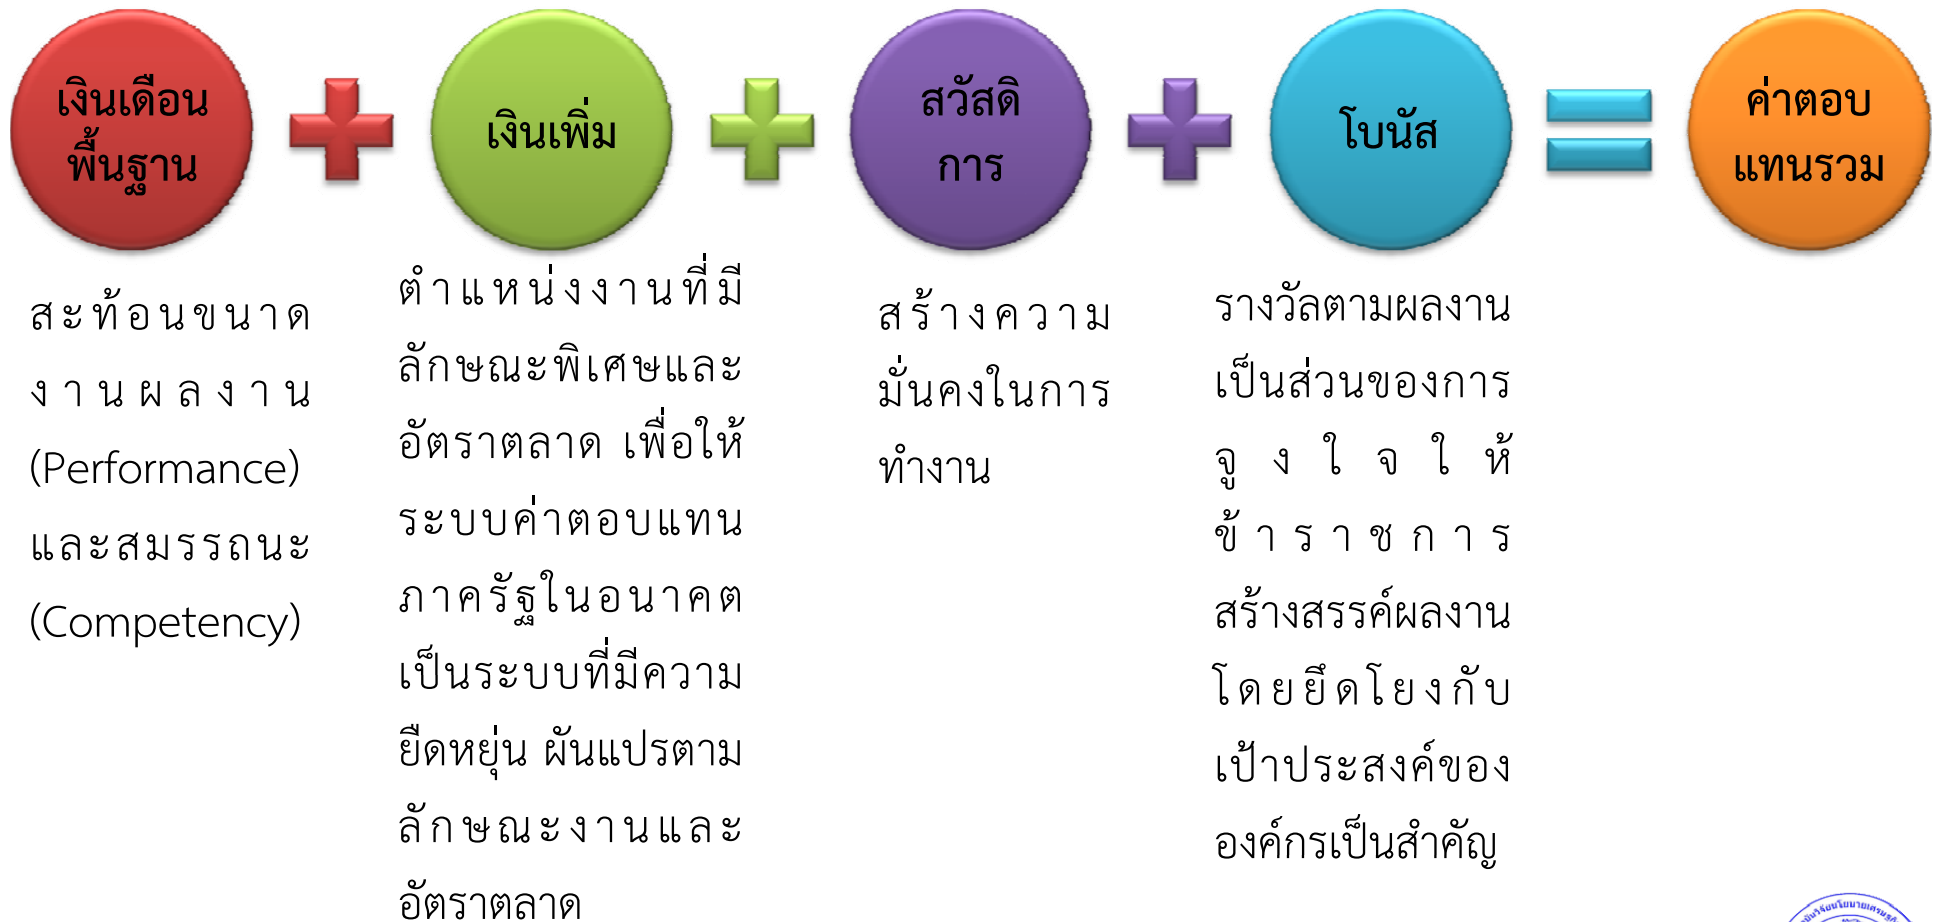 เงินเดือน
พื้นฐาน
เงินเพิ่ม
สวัสดิ
การ
โบนัส
ค่าตอบ
แทนรวม
สะท้อนขนาด
งานผลงาน
(Performance)
และสมรรถนะ
(Competency)
ตำแหน่งงานที่มี
ลักษณะพิเศษและ
อัตราตลาด เพื่อให้
ระบบค่าตอบแทน
ภาครัฐในอนาคต
เป็นระบบที่มีความ
ยืดหยุ่น ผันแปรตาม
ลักษณะงานและ
อัตราตลาด
สร้างความ
มั่นคงในการ
ทำงาน
รางวัลตามผลงาน
เป็นส่วนของการ
จูงใจให้
ข้าราชการ
สร้างสรรค์ผลงาน
โดยยึดโยงกับ
เป้าประสงค์ของ
องค์กรเป็นสำคัญ